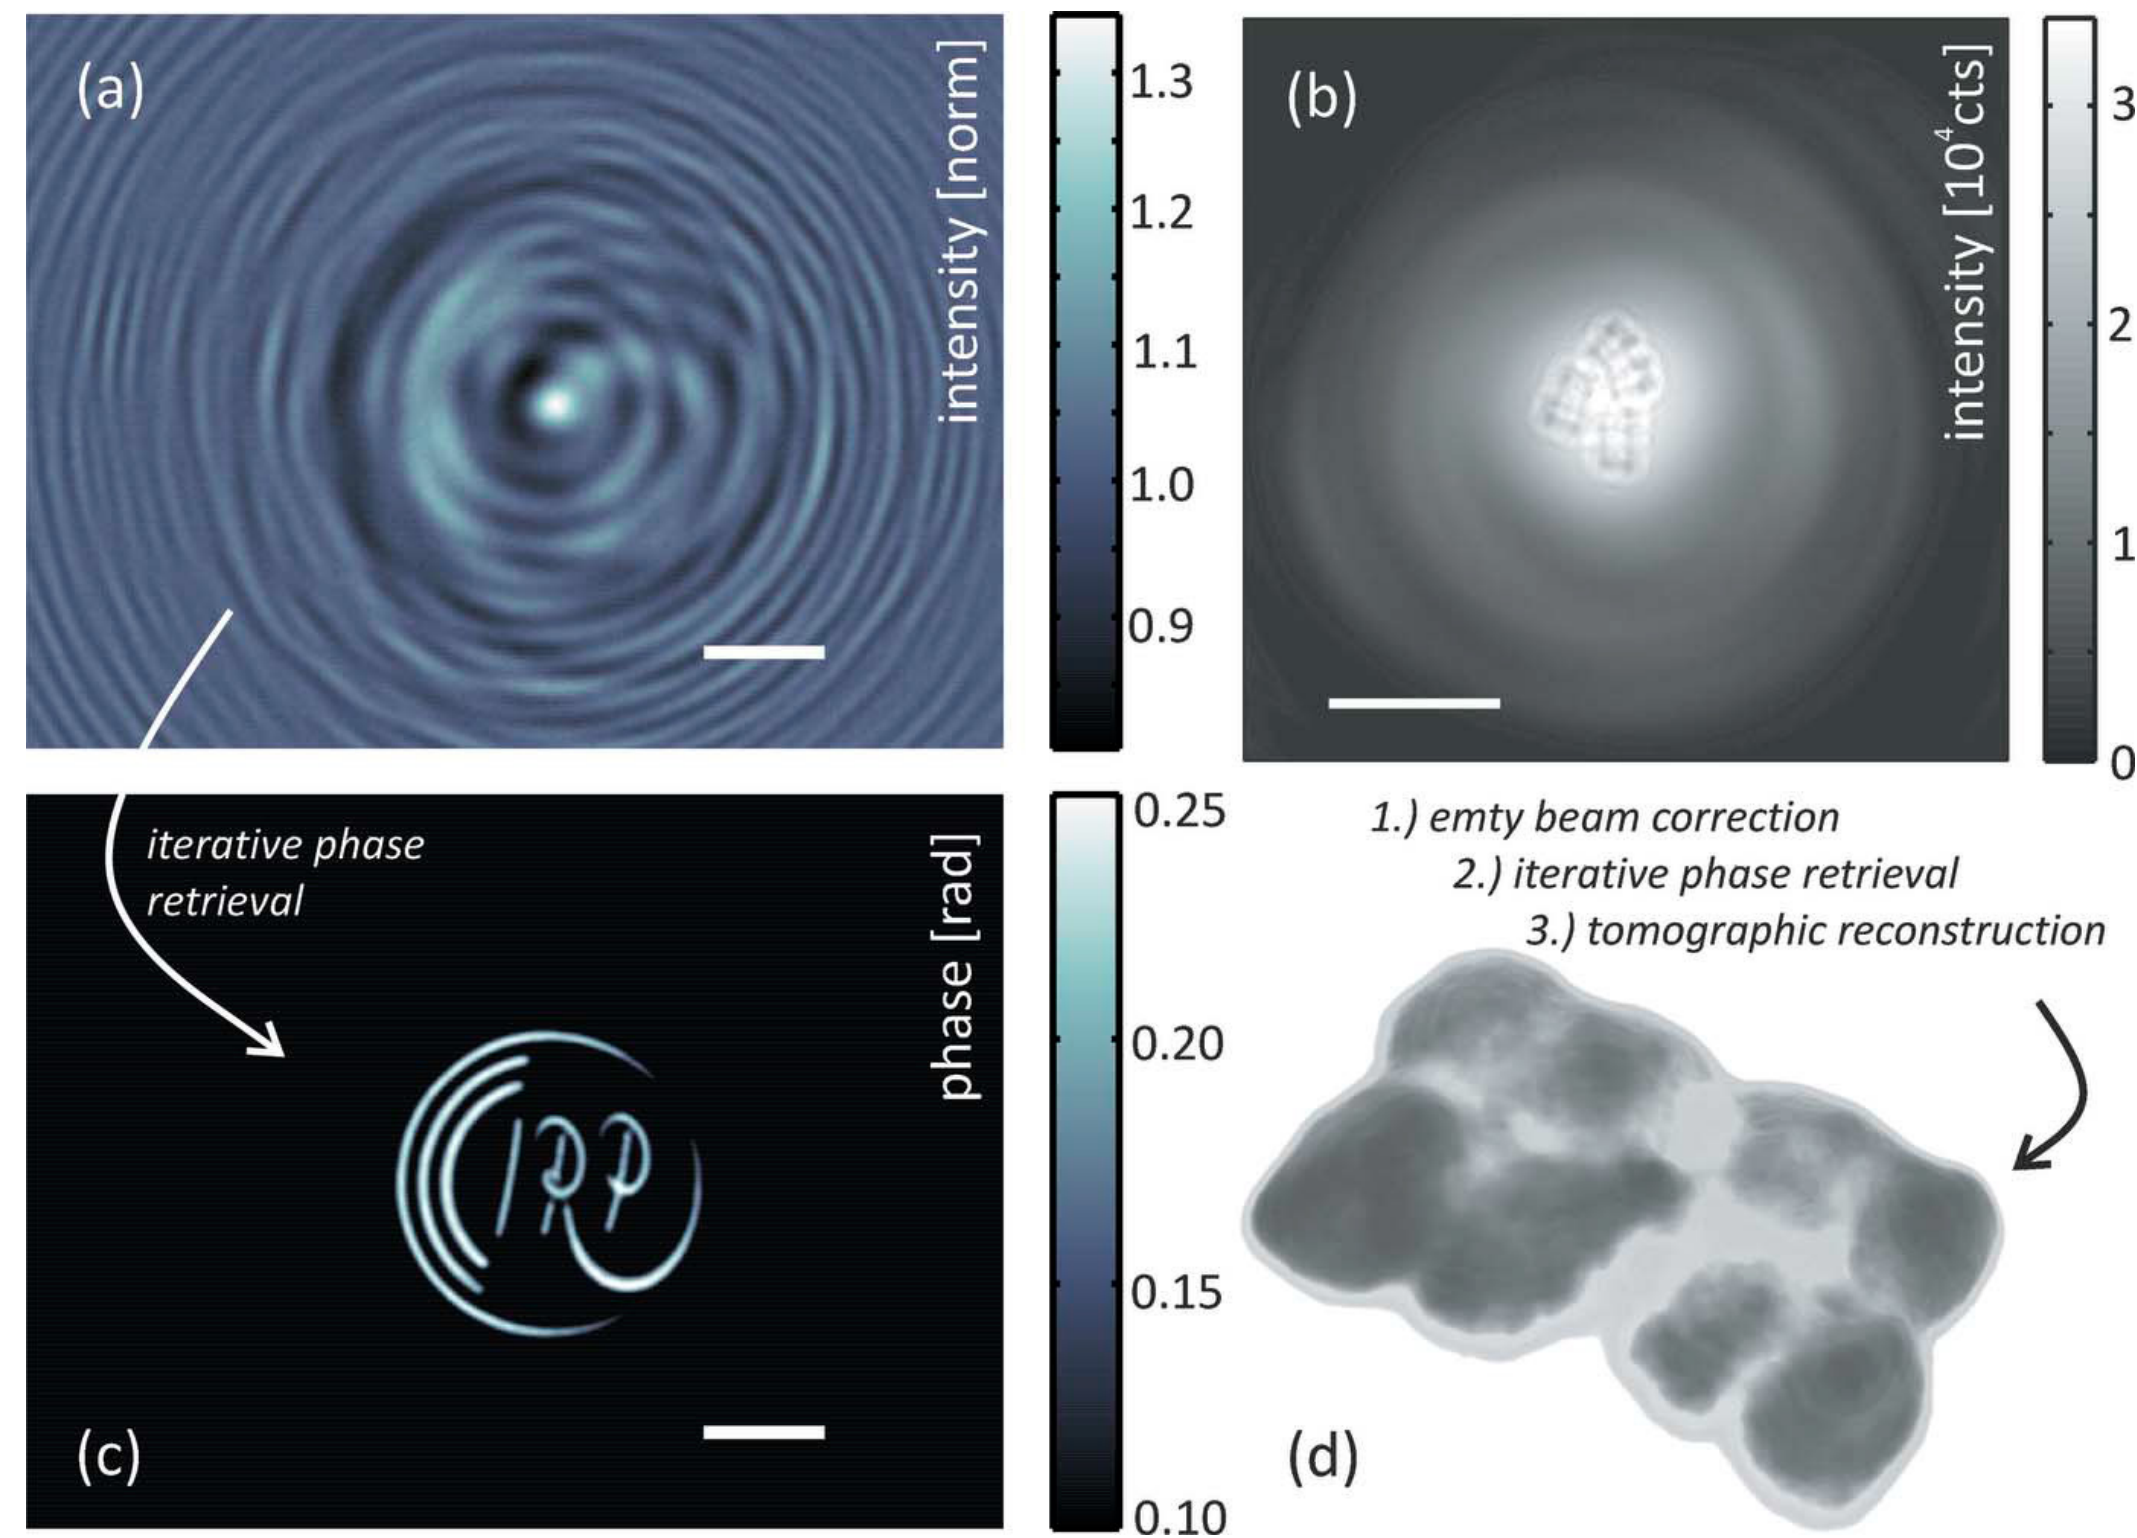 (a)
intensity [norm]
1.3
1.2
1.1
1.0
0.9
(b)
intensity [10⁴cts]
3
2
1
0
iterative phase
retrieval
phase [rad]
0.25
0.20
0.15
0.10
(c)
1.) emty beam correction
2.) iterative phase retrieval
3.) tomographic reconstruction
(d)